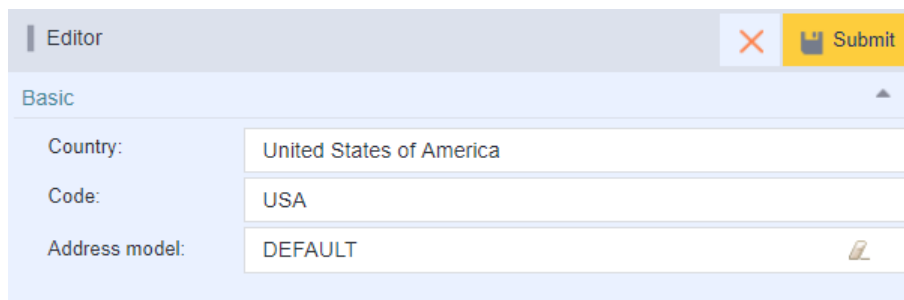 Editor
Submit
Basic
Country: United States of America
Code: USA
Address model: DEFAULT